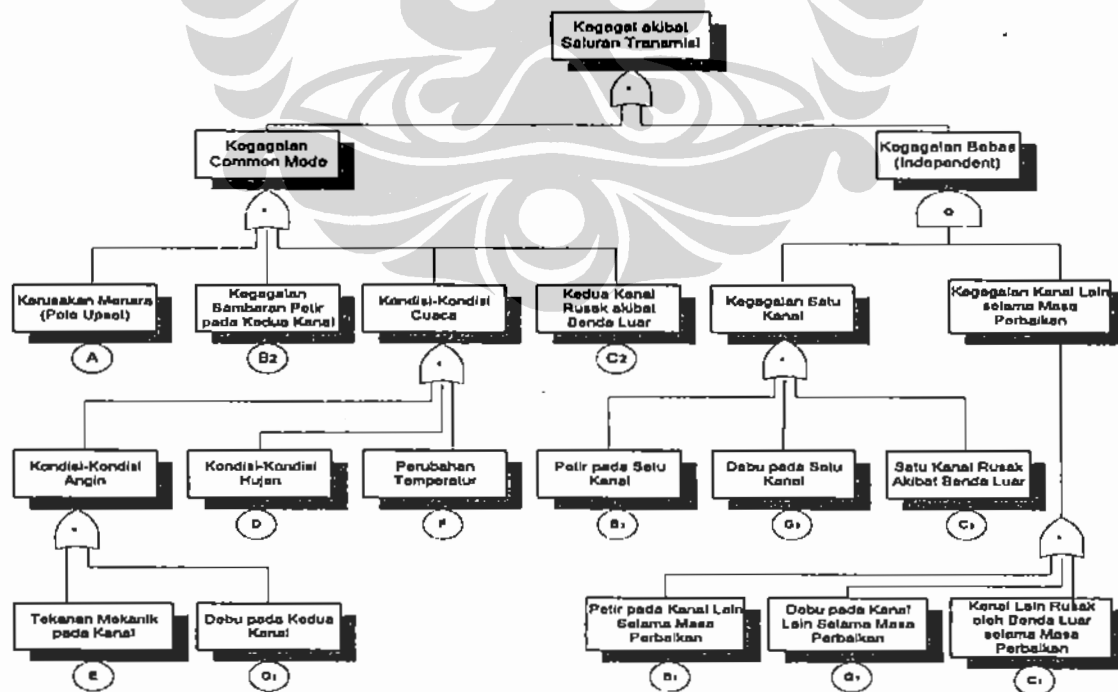 Kegagal akibat
Saluran Transmisi
Kegagalan
Common Mode
Kegagalan Bebas
(Independent)
Kerusakan Menara
(Pole Upset)
Kegagalan
Sambaran Petir
pada Kedua Kanal
Kondisi-Kondisi
Cuaca
Kedua Kanal
Rusak akibat
Benda Luar
Kegagalan Satu
Kanal
Kegagalan Kanal Lain
selama Masa
Perbaikan
A
B2
C2
Kondisi-Kondisi
Angin
Kondisi-Kondisi
Hujan
Perubahan
Temperatur
Petir pada Satu
Kanal
Debu pada Satu
Kanal
Satu Kanal Rusak
Akibat Benda Luar
D
F
Tekanan Mekanik
pada Kanal
Debu pada Kedua
Kanal
Petir pada Kanal Lain
Selama Masa
Perbaikan
Debu pada Kanal
Lain Selama Masa
Perbaikan
Kanal Lain Rusak
oleh Benda Luar
selama Masa
Perbaikan
E
G1
B1
C1